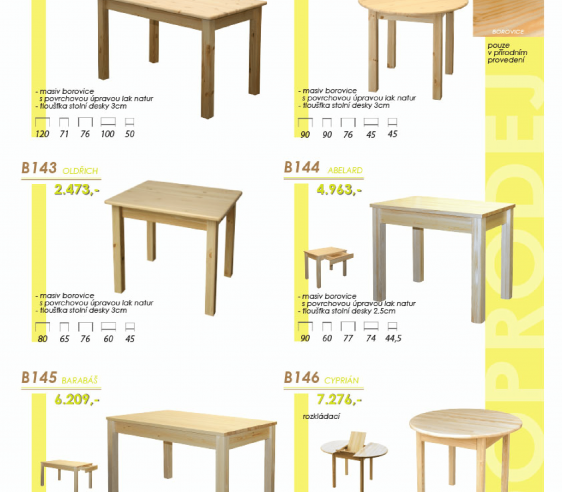 BOROVICE
pouze
v přírodním
provedení
- masiv borovice
s povrchovou úpravou lak natur
- tloušťka stolní desky 3cm
120 71 76 100 50
- masiv borovice
s povrchovou úpravou lak natur
- tloušťka stolní desky 3cm
90 90 76 45 45
B143 OLDŘICH
2.473,-
- masiv borovice
s povrchovou úpravou lak natur
- tloušťka stolní desky 3cm
80 65 76 60 45
B144 ABELARD
4.963,-
- masiv borovice
s povrchovou úpravou lak natur
- tloušťka stolní desky 2.5cm
90 60 77 74 44,5
B145 BARABÁŠ
6.209,-
B146 CYPRIÁN
7.276,-
rozkládací
OPRODEJ